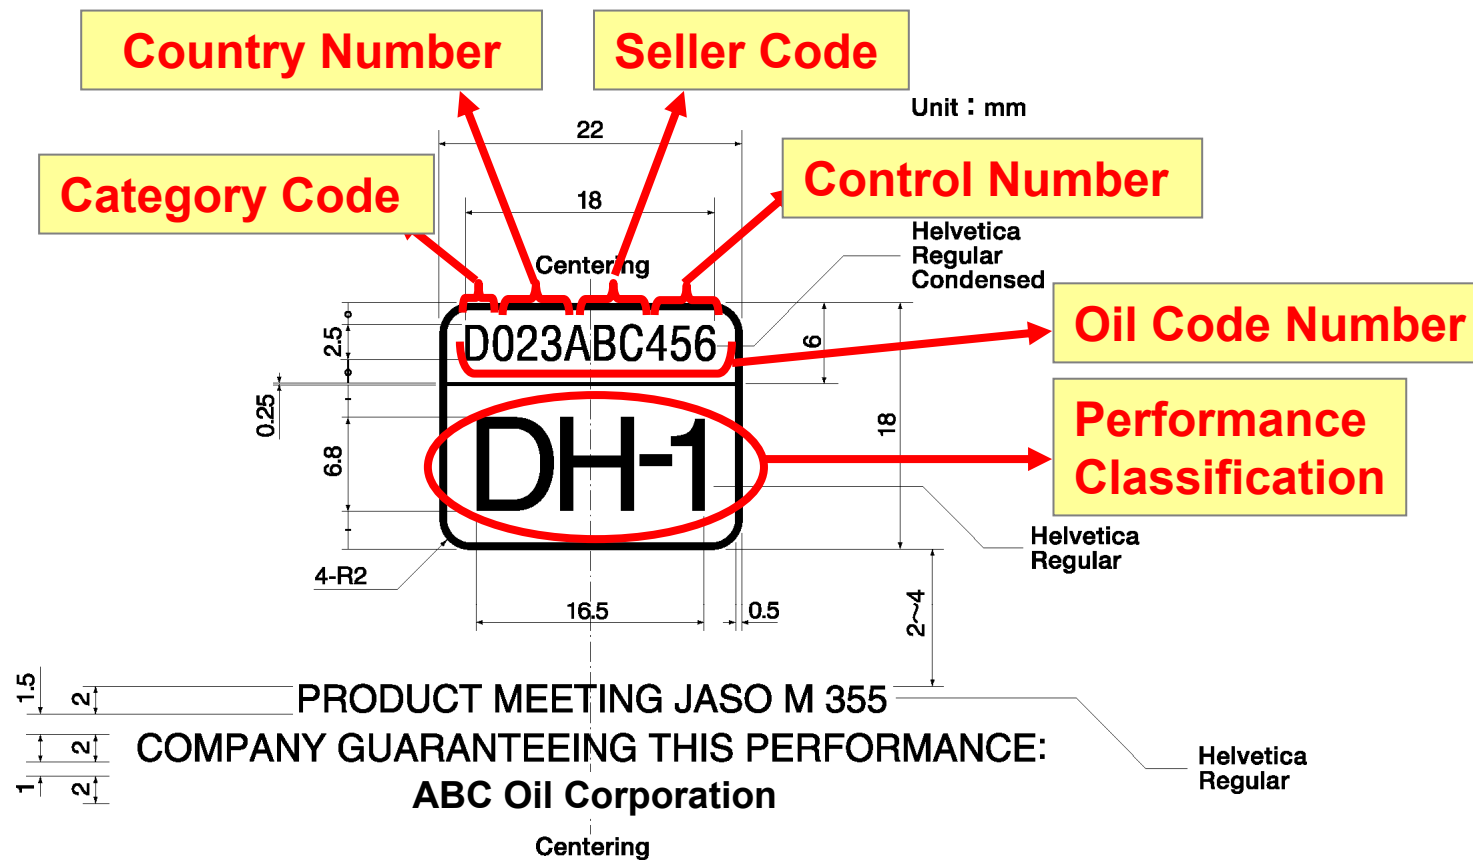 Country Number
Seller Code
Unit：mm
22
Category Code
Control Number
18
Helvetica
Regular
Condensed
Centering
D023ABC456
2.5
6
Oil Code Number
0.25
DH-1
6.8
18
Performance
Classification
Helvetica
Regular
4-R2
16.5
0.5
2~4
1.5
2
PRODUCT MEETING JASO M 355
2
COMPANY GUARANTEEING THIS PERFORMANCE:
Helvetica
Regular
1
2
ABC Oil Corporation
Centering